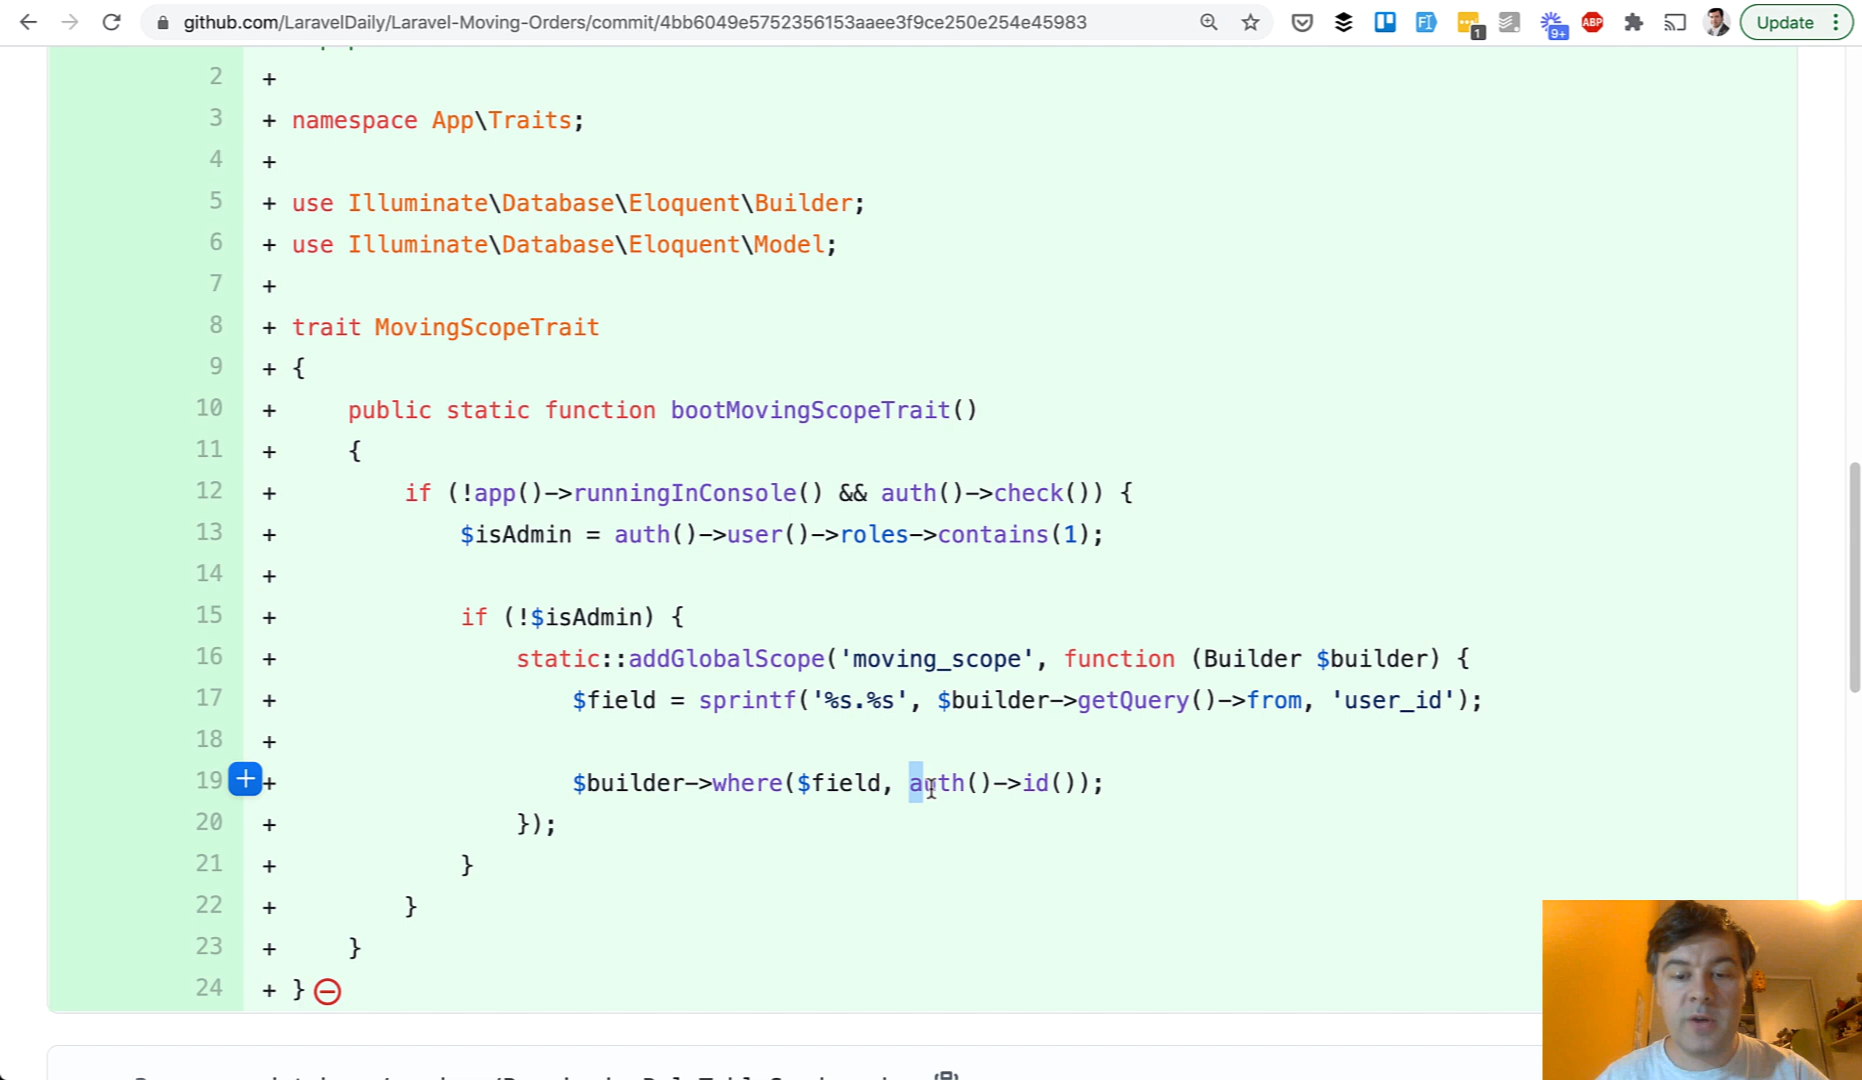 github.com/LaravelDaily/Laravel-Moving-Orders/commit/4bb6049e5752356153aaee3f9ce250e254e45983
1
9+
ABP
Update
2 +
3 + namespace App\Traits;
4 +
5 + use Illuminate\Database\Eloquent\Builder;
6 + use Illuminate\Database\Eloquent\Model;
7 +
8 + trait MovingScopeTrait
9 + {
10 + public static function bootMovingScopeTrait()
11 + {
12 + if (!app()->runningInConsole() && auth()->check()) {
13 + $isAdmin = auth()->user()->roles->contains(1);
14 +
15 + if (!$isAdmin) {
16 + static::addGlobalScope('moving_scope', function (Builder $builder) {
17 + $field = sprintf('%s.%s', $builder->getQuery()->from, 'user_id');
18 +
19 + $builder->where($field, auth()->id());
20 + });
21 + }
22 + }
23 + }
24 + }